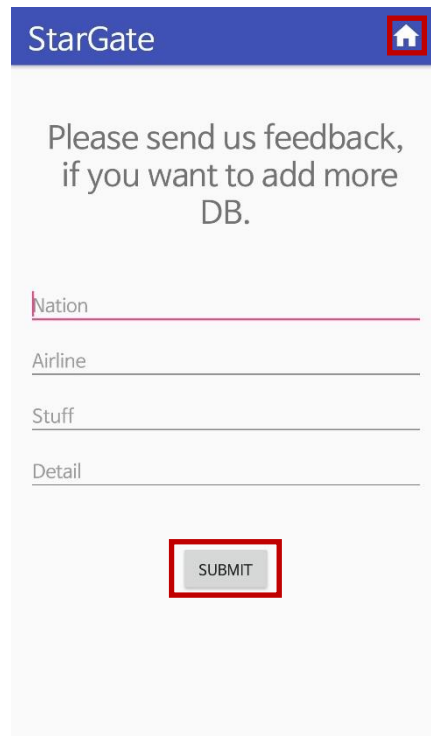 StarGate
Please send us feedback,
if you want to add more
DB.
Nation
Airline
Stuff
Detail
SUBMIT